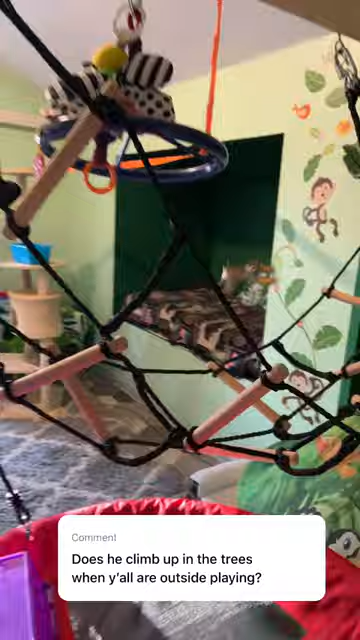 Comment
Does he climb up in the trees
when y'all are outside playing?